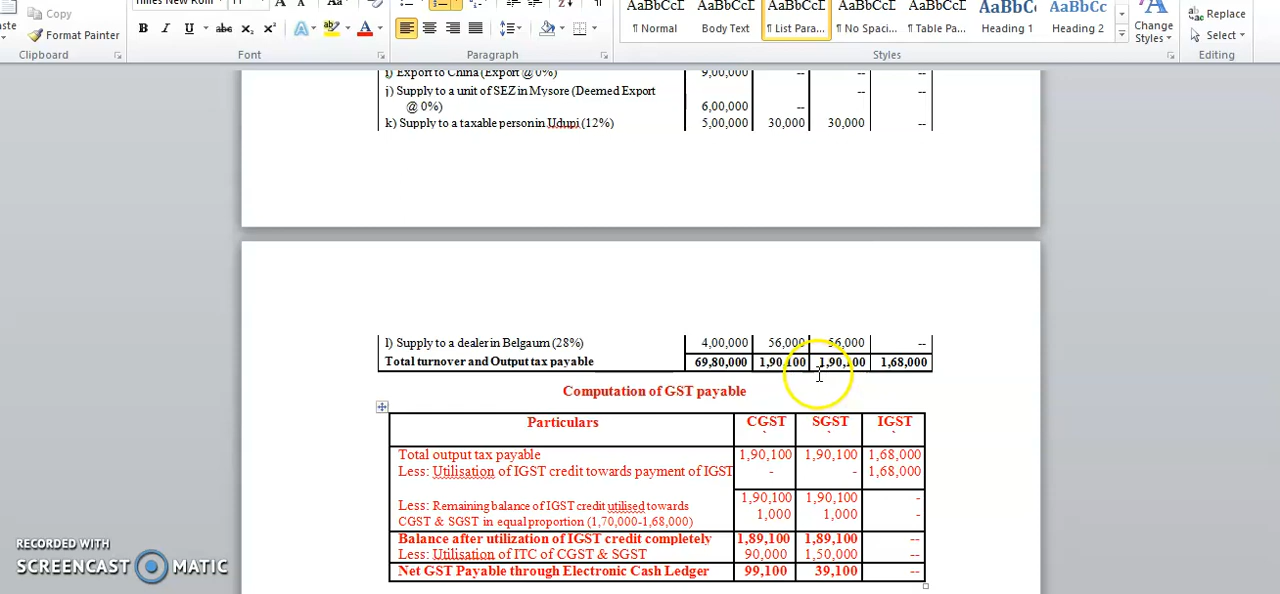 Times New Rom 11 A A Aa
Copy
Paste
Format Painter
B I U abc X₂ X² A A
Clipboard Font Paragraph Styles Editing
AaBbCcI AaBbCcI AaBbCcI AaBbCcI AaBbCcI AaBbCc AaBbCc
¶ Normal Body Text ¶ List Para... ¶ No Spaci... ¶ Table Pa... Heading 1 Heading 2
Change Styles
Replace
Select
i) Export to China (Export @ 0%) 9,00,000 -- -- --
j) Supply to a unit of SEZ in Mysore (Deemed Export -- --
@ 0%) 6,00,000 --
k) Supply to a taxable person in Udupi (12%) 5,00,000 30,000 30,000 --
l) Supply to a dealer in Belgaum (28%) 4,00,000 56,000 56,000 --
Total turnover and Output tax payable 69,80,000 1,90,100 1,90,100 1,68,000
Computation of GST payable
Particulars CGST SGST IGST
` ` `
Total output tax payable 1,90,100 1,90,100 1,68,000
Less: Utilisation of IGST credit towards payment of IGST - - 1,68,000
1,90,100 1,90,100 -
Less: Remaining balance of IGST credit utilised towards 1,000 1,000 -
CGST & SGST in equal proportion (1,70,000-1,68,000)
Balance after utilization of IGST credit completely 1,89,100 1,89,100 --
Less: Utilisation of ITC of CGST & SGST 90,000 1,50,000 --
Net GST Payable through Electronic Cash Ledger 99,100 39,100 --
RECORDED WITH
SCREENCAST MATIC